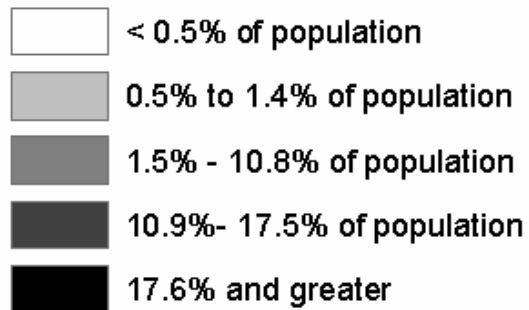 < 0.5% of population
0.5% to 1.4% of population
1.5% - 10.8% of population
10.9%- 17.5% of population
17.6% and greater